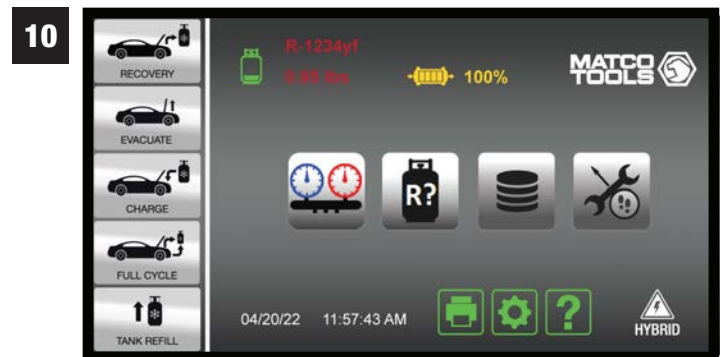 10
RECOVERY
EVACUATE
CHARGE
FULL CYCLE
TANK REFILL
R-1234yf
0.00 lbs
100%
MATCO
TOOLS
R?
04/20/22 11:57:43 AM
?
HYBRID